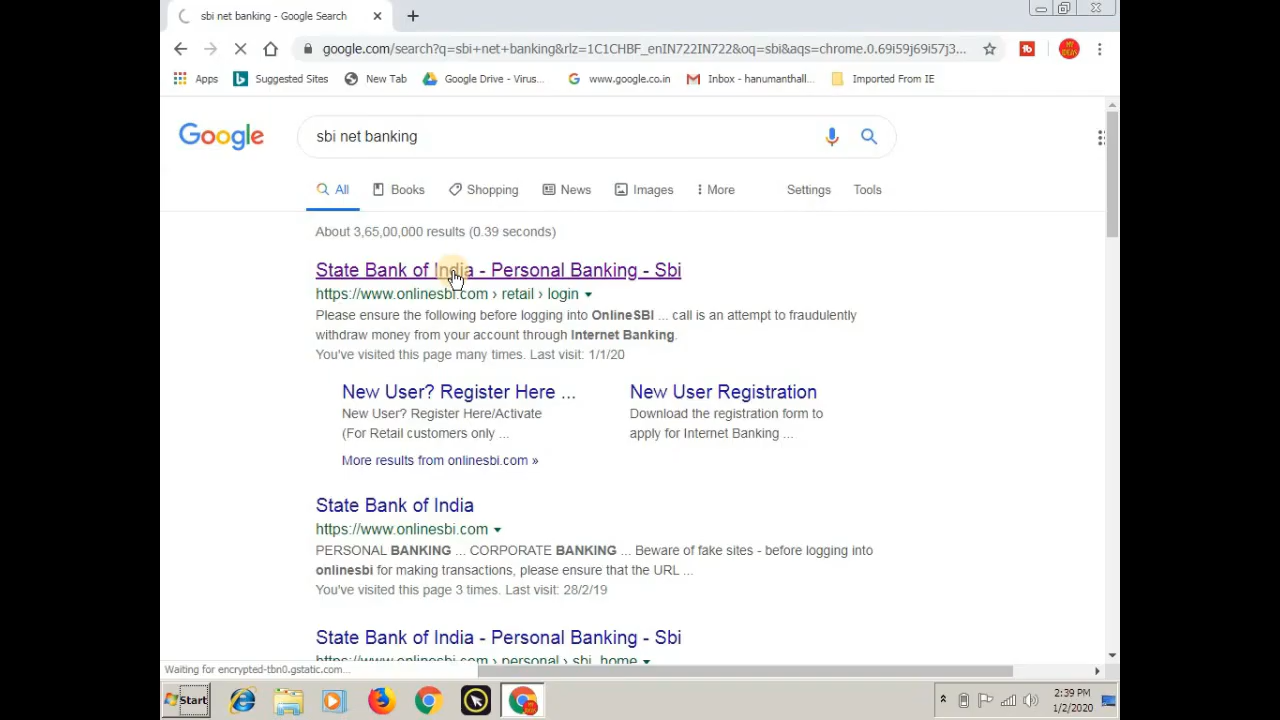 sbi net banking - Google Search
google.com/search?q=sbi+net+banking&rlz=1C1CHBF_enIN722IN722&oq=sbi&aqs=chrome.0.69i59j69i57j3...
Apps Suggested Sites New Tab Google Drive - Virus... www.google.co.in Inbox - hanumanthall... Imported From IE
Google sbi net banking
All Books Shopping News Images More Settings Tools
About 3,65,00,000 results (0.39 seconds)
State Bank of India - Personal Banking - Sbi
https://www.onlinesbi.com › retail › login
Please ensure the following before logging into OnlineSBI ... call is an attempt to fraudulently
withdraw money from your account through Internet Banking.
You've visited this page many times. Last visit: 1/1/20
New User? Register Here ... New User Registration
New User? Register Here/Activate Download the registration form to
(For Retail customers only ... apply for Internet Banking ...
More results from onlinesbi.com »
State Bank of India
https://www.onlinesbi.com
PERSONAL BANKING ... CORPORATE BANKING ... Beware of fake sites - before logging into
onlinesbi for making transactions, please ensure that the URL ...
You've visited this page 3 times. Last visit: 28/2/19
State Bank of India - Personal Banking - Sbi
https://www.onlinesbi.com › personal › sbi_home
Waiting for encrypted-tbn0.gstatic.com...
Start 2:39 PM
1/2/2020